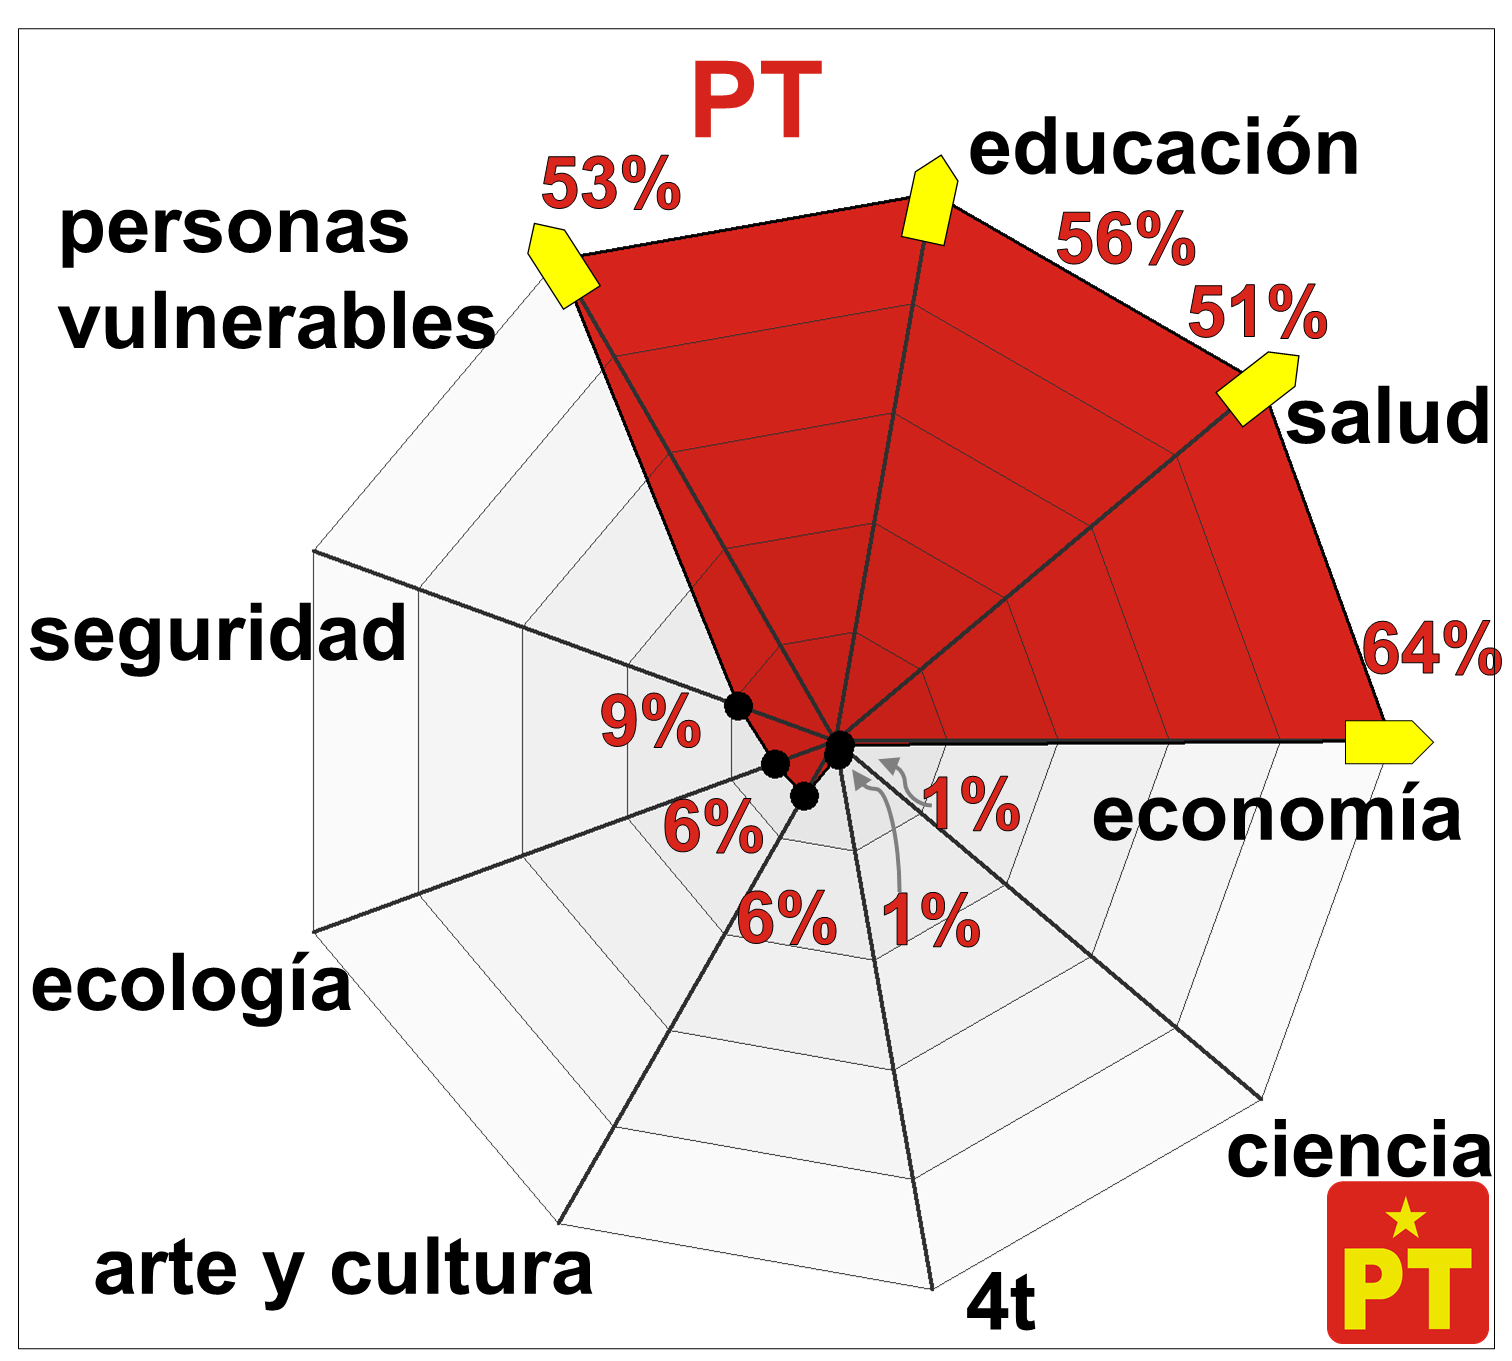 PT
educación
53%
personas
vulnerables
56%
51%
salud
seguridad
64%
9%
economía
1%
6%
6%
1%
ecología
ciencia
arte y cultura
4t
PT